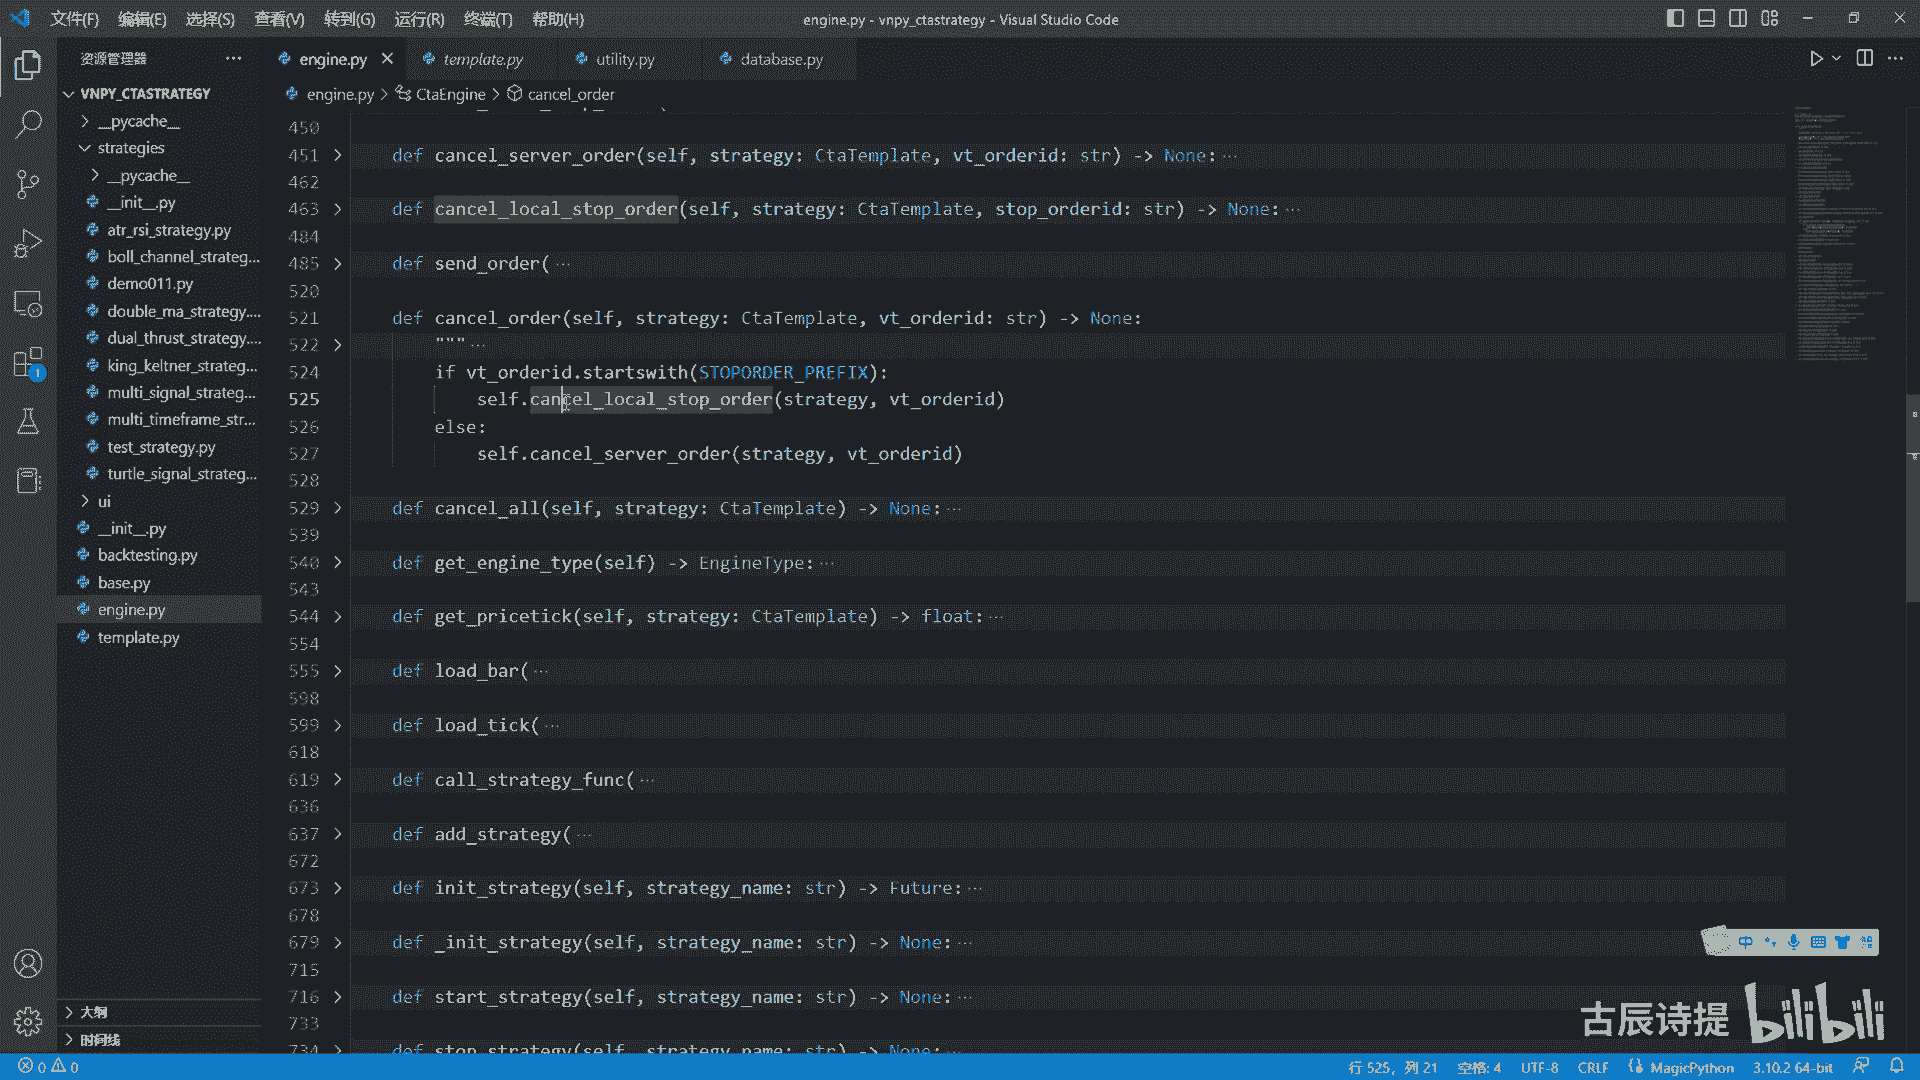 文件(F) 编辑(E) 选择(S) 查看(V) 转到(G) 运行(R) 终端(T) 帮助(H) engine.py - vnpy_ctastrategy - Visual Studio Code
资源管理器 ··· engine.py template.py utility.py database.py
VNPY_CTASTRATEGY
__pycache__
strategies
__pycache__
__init__.py
atr_rsi_strategy.py
boll_channel_strateg...
demo011.py
double_ma_strategy....
dual_thrust_strategy....
king_keltner_strateg...
multi_signal_strateg...
multi_timeframe_str...
test_strategy.py
turtle_signal_strateg...
ui
__init__.py
backtesting.py
base.py
engine.py
template.py
大纲
时间线
1
engine.py > CtaEngine > cancel_order
450
451 def cancel_server_order(self, strategy: CtaTemplate, vt_orderid: str) -> None:···
462
463 def cancel_local_stop_order(self, strategy: CtaTemplate, stop_orderid: str) -> None:···
484
485 def send_order(···
520
521 def cancel_order(self, strategy: CtaTemplate, vt_orderid: str) -> None:
522 """···
524 if vt_orderid.startswith(STOPORDER_PREFIX):
525 self.cancel_local_stop_order(strategy, vt_orderid)
526 else:
527 self.cancel_server_order(strategy, vt_orderid)
528
529 def cancel_all(self, strategy: CtaTemplate) -> None:···
539
540 def get_engine_type(self) -> EngineType:···
543
544 def get_pricetick(self, strategy: CtaTemplate) -> float:···
554
555 def load_bar(···
598
599 def load_tick(···
618
619 def call_strategy_func(···
636
637 def add_strategy(···
672
673 def init_strategy(self, strategy_name: str) -> Future:···
678
679 def _init_strategy(self, strategy_name: str) -> None:···
715
716 def start_strategy(self, strategy_name: str) -> None:···
733
734 def stop_strategy(self, strategy_name: str) -> None:···
中
古辰诗提 bilibili
0 0 行 525，列 21 空格: 4 UTF-8 CRLF MagicPython 3.10.2 64-bit